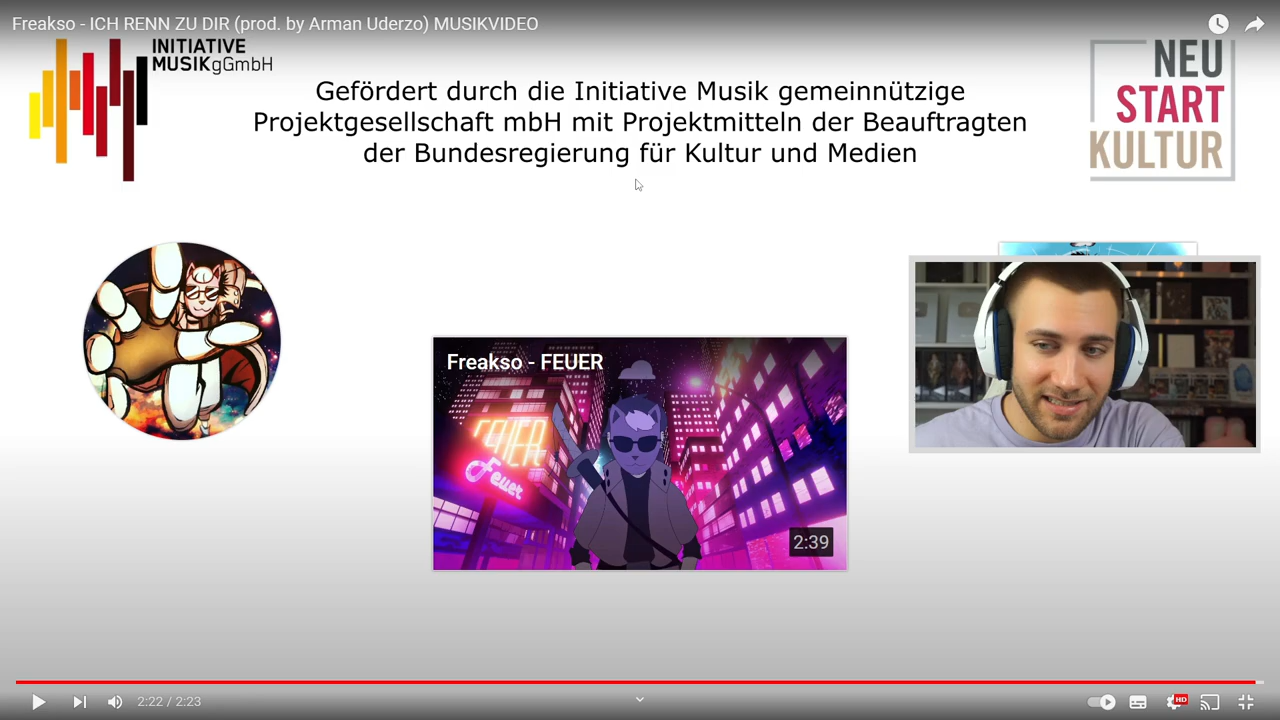 Freakso - ICH RENN ZU DIR (prod. by Arman Uderzo) MUSIKVIDEO
INITIATIVE
MUSIKgGmbH
Gefördert durch die Initiative Musik gemeinnützige
Projektgesellschaft mbH mit Projektmitteln der Beauftragten
der Bundesregierung für Kultur und Medien
NEU
START
KULTUR
Freakso - FEUER
FEUER
Feuer
2:39
2:22 / 2:23
HD